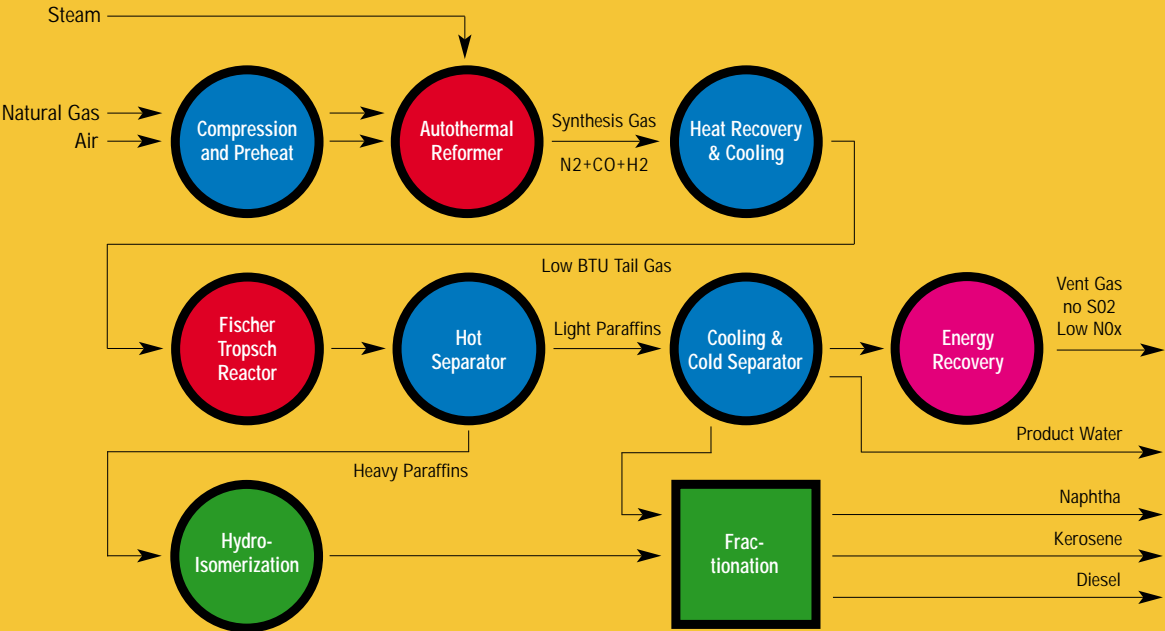 Steam
Natural Gas
Air
Compression
and Preheat
Autothermal
Reformer
Synthesis Gas
N2+CO+H2
Heat Recovery
& Cooling
Low BTU Tail Gas
Fischer
Tropsch
Reactor
Hot
Separator
Light Paraffins
Cooling &
Cold Separator
Energy
Recovery
Vent Gas
no S02
Low N0x
Product Water
Heavy Paraffins
Hydro-
Isomerization
Frac-
tionation
Naphtha
Kerosene
Diesel